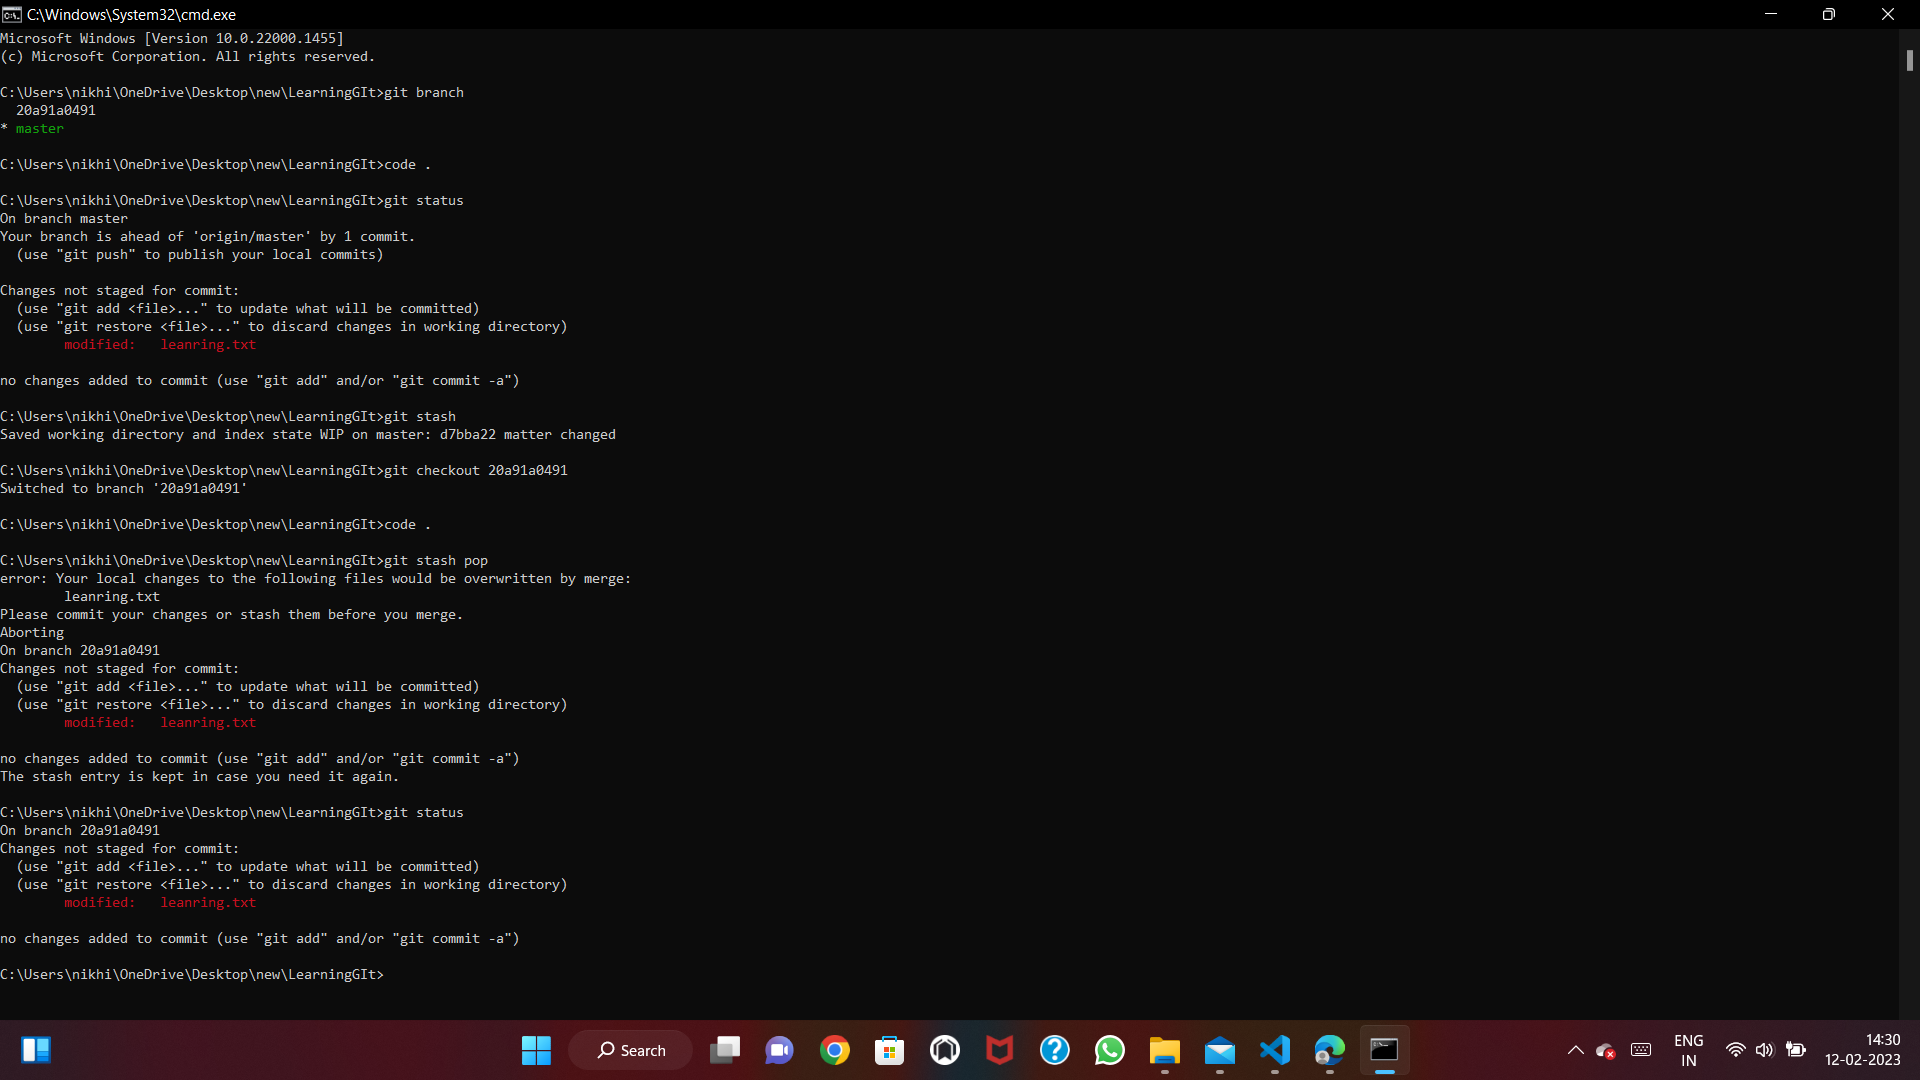 C:\Windows\System32\cmd.exe
Microsoft Windows [Version 10.0.22000.1455]
(c) Microsoft Corporation. All rights reserved.
C:\Users\nikhi\OneDrive\Desktop\new\LearningGIt>git branch
  20a91a0491
* master
C:\Users\nikhi\OneDrive\Desktop\new\LearningGIt>code .
C:\Users\nikhi\OneDrive\Desktop\new\LearningGIt>git status
On branch master
Your branch is ahead of 'origin/master' by 1 commit.
  (use "git push" to publish your local commits)
Changes not staged for commit:
  (use "git add <file>..." to update what will be committed)
  (use "git restore <file>..." to discard changes in working directory)
        modified:   leanring.txt
no changes added to commit (use "git add" and/or "git commit -a")
C:\Users\nikhi\OneDrive\Desktop\new\LearningGIt>git stash
Saved working directory and index state WIP on master: d7bba22 matter changed
C:\Users\nikhi\OneDrive\Desktop\new\LearningGIt>git checkout 20a91a0491
Switched to branch '20a91a0491'
C:\Users\nikhi\OneDrive\Desktop\new\LearningGIt>code .
C:\Users\nikhi\OneDrive\Desktop\new\LearningGIt>git stash pop
error: Your local changes to the following files would be overwritten by merge:
        leanring.txt
Please commit your changes or stash them before you merge.
Aborting
On branch 20a91a0491
Changes not staged for commit:
  (use "git add <file>..." to update what will be committed)
  (use "git restore <file>..." to discard changes in working directory)
        modified:   leanring.txt
no changes added to commit (use "git add" and/or "git commit -a")
The stash entry is kept in case you need it again.
C:\Users\nikhi\OneDrive\Desktop\new\LearningGIt>git status
On branch 20a91a0491
Changes not staged for commit:
  (use "git add <file>..." to update what will be committed)
  (use "git restore <file>..." to discard changes in working directory)
        modified:   leanring.txt
no changes added to commit (use "git add" and/or "git commit -a")
C:\Users\nikhi\OneDrive\Desktop\new\LearningGIt>
Search
ENG
IN
14:30
12-02-2023